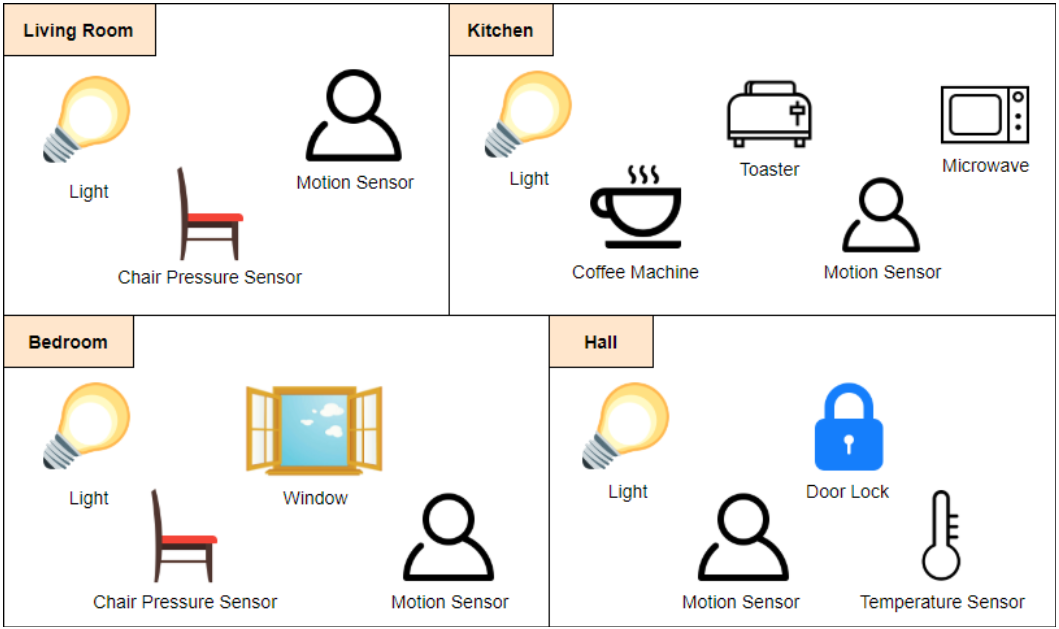 Living Room
Light
Motion Sensor
Chair Pressure Sensor
Kitchen
Light
Toaster
Microwave
Coffee Machine
Motion Sensor
Bedroom
Light
Window
Chair Pressure Sensor
Motion Sensor
Hall
Light
Door Lock
Motion Sensor
Temperature Sensor